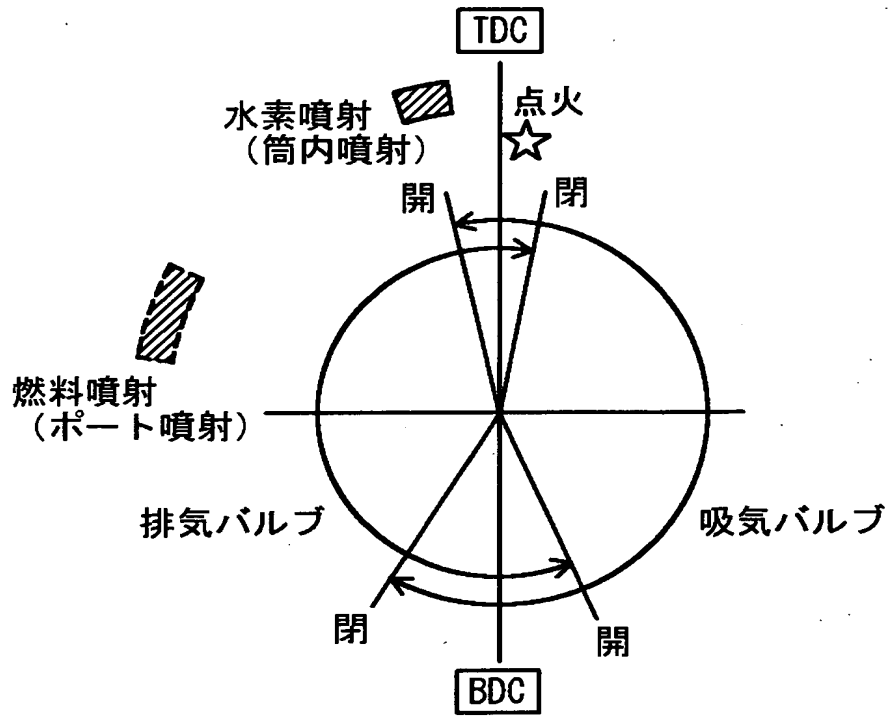 TDC
水素噴射
(筒内噴射)
点火
開
閉
燃料噴射
(ポート噴射)
排気バルブ
吸気バルブ
閉
開
BDC